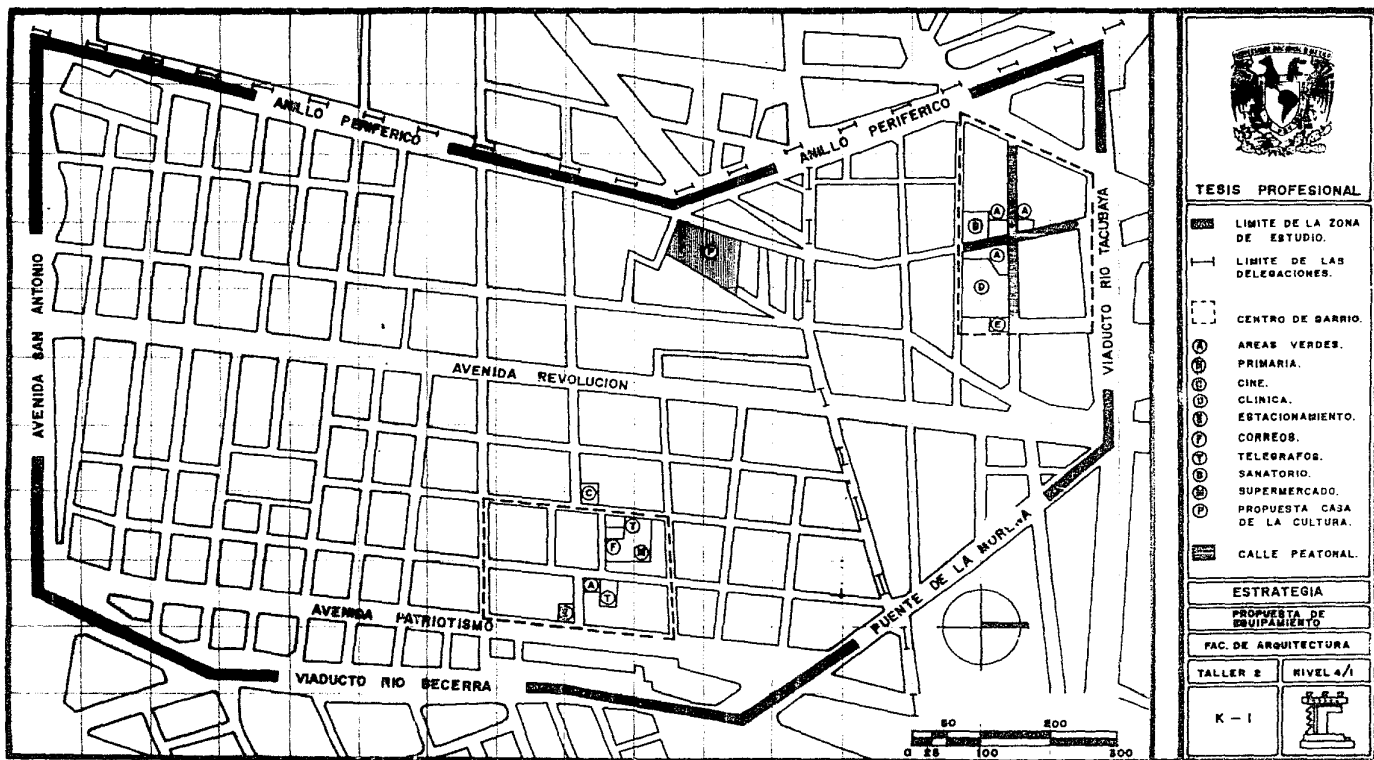 ANILLO PERIFERICO
ANILLO PERIFERICO
AVENIDA SAN ANTONIO
VIADUCTO RIO TACUBAYA
AVENIDA REVOLUCION
AVENIDA PATRIOTISMO
VIADUCTO RIO BECERRA
PUENTE DE LA
P
A
A
B
A
D
E
C
T
F
M
A
T
50 200
0 25 100 300
TESIS PROFESIONAL
LIMITE DE LA ZONA
DE ESTUDIO.
LIMITE DE LAS
DELEGACIONES.
CENTRO DE BARRIO.
A AREAS VERDES.
PRIMARIA.
C CINE.
CLINICA.
E ESTACIONAMIENTO.
F CORREOS.
T TELEGRAFOS.
SANATORIO.
M SUPERMERCADO.
P PROPUESTA CASA
DE LA CULTURA.
CALLE PEATONAL.
ESTRATEGIA
PROPUESTA DE
EQUIPAMIENTO
FAC. DE ARQUITECTURA
TALLER 2 NIVEL 4/1
K - I